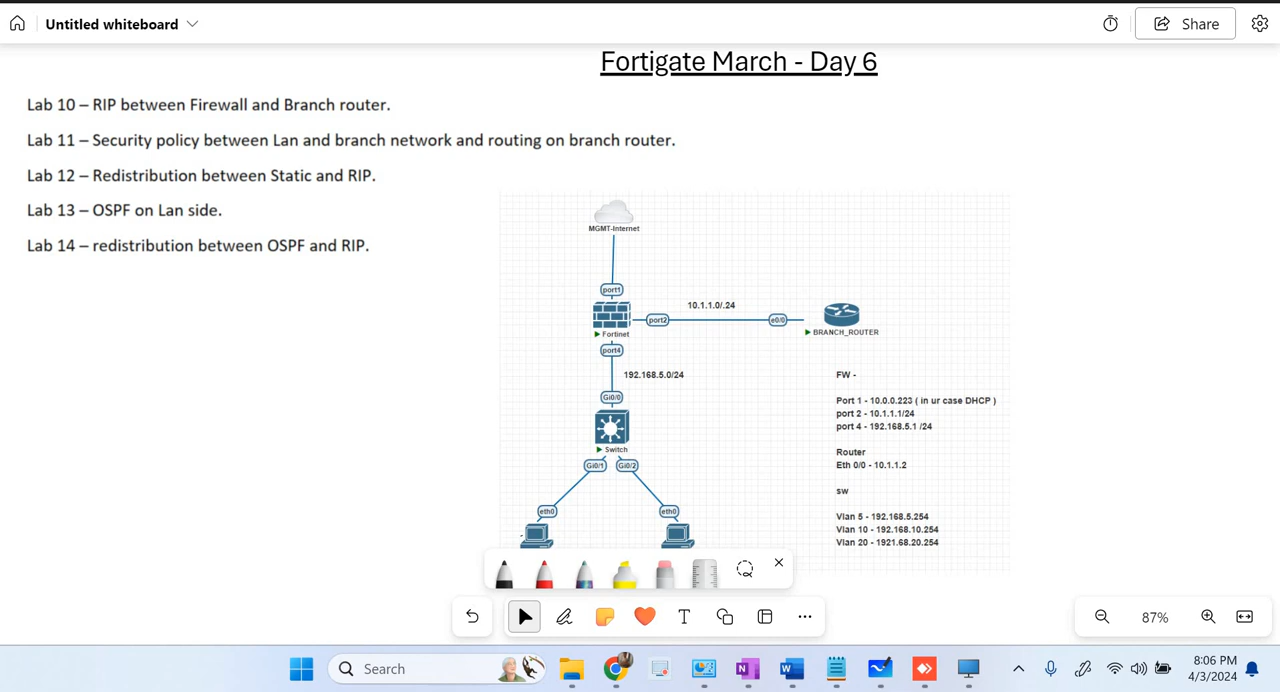 Untitled whiteboard
Share
Fortigate March - Day 6
Lab 10 – RIP between Firewall and Branch router.
Lab 11 – Security policy between Lan and branch network and routing on branch router.
Lab 12 – Redistribution between Static and RIP.
Lab 13 – OSPF on Lan side.
Lab 14 – redistribution between OSPF and RIP.
MGMT-Internet
port1
10.1.1.0/.24
port2
e0/0
Fortinet
BRANCH_ROUTER
port4
192.168.5.0/24
Gi0/0
Switch
Gi0/1
Gi0/2
eth0
eth0
FW -
Port 1 - 10.0.0.223 ( in ur case DHCP )
port 2 - 10.1.1.1/24
port 4 - 192.168.5.1 /24
Router
Eth 0/0 - 10.1.1.2
sw
Vlan 5 - 192.168.5.254
Vlan 10 - 192.168.10.254
Vlan 20 - 1921.68.20.254
T
87%
Search
8:06 PM
4/3/2024